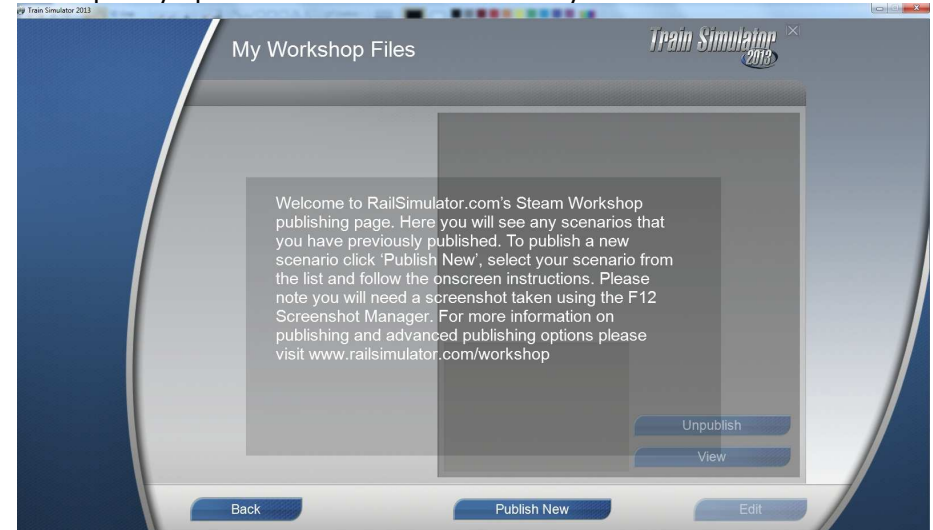 Train Simulator 2013
My Workshop Files
Train Simulator
2013
Welcome to RailSimulator.com's Steam Workshop
publishing page. Here you will see any scenarios that
you have previously published. To publish a new
scenario click 'Publish New', select your scenario from
the list and follow the onscreen instructions. Please
note you will need a screenshot taken using the F12
Screenshot Manager. For more information on
publishing and advanced publishing options please
visit www.railsimulator.com/workshop
Unpublish
View
Back
Publish New
Edit